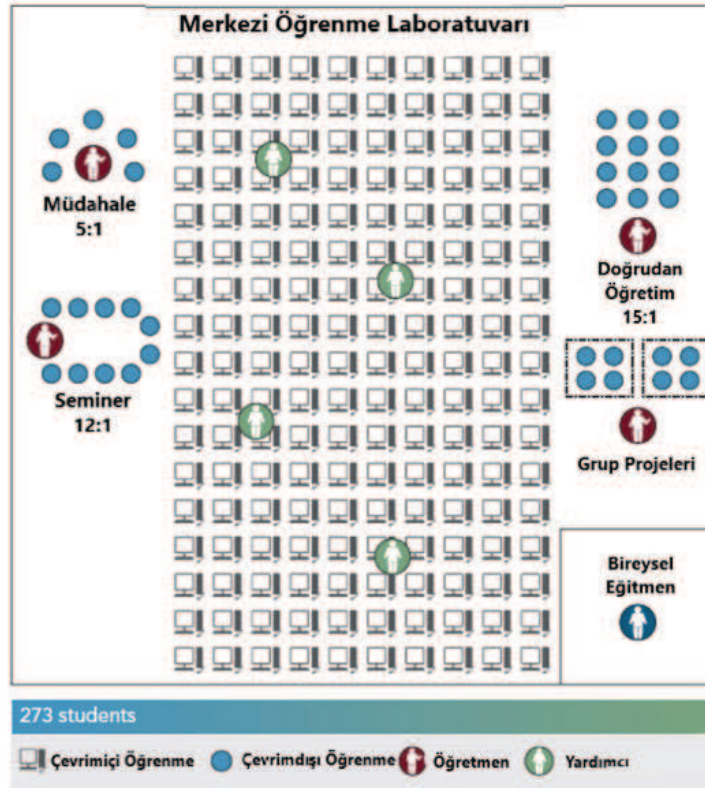 Merkezi Öğrenme Laboratuvarı
Müdahale
5:1
Seminer
12:1
Doğrudan
Öğretim
15:1
Grup Projeleri
Bireysel
Eğitmen
273 students
Çevrimiçi Öğrenme Çevrimdışı Öğrenme Öğretmen Yardımcı